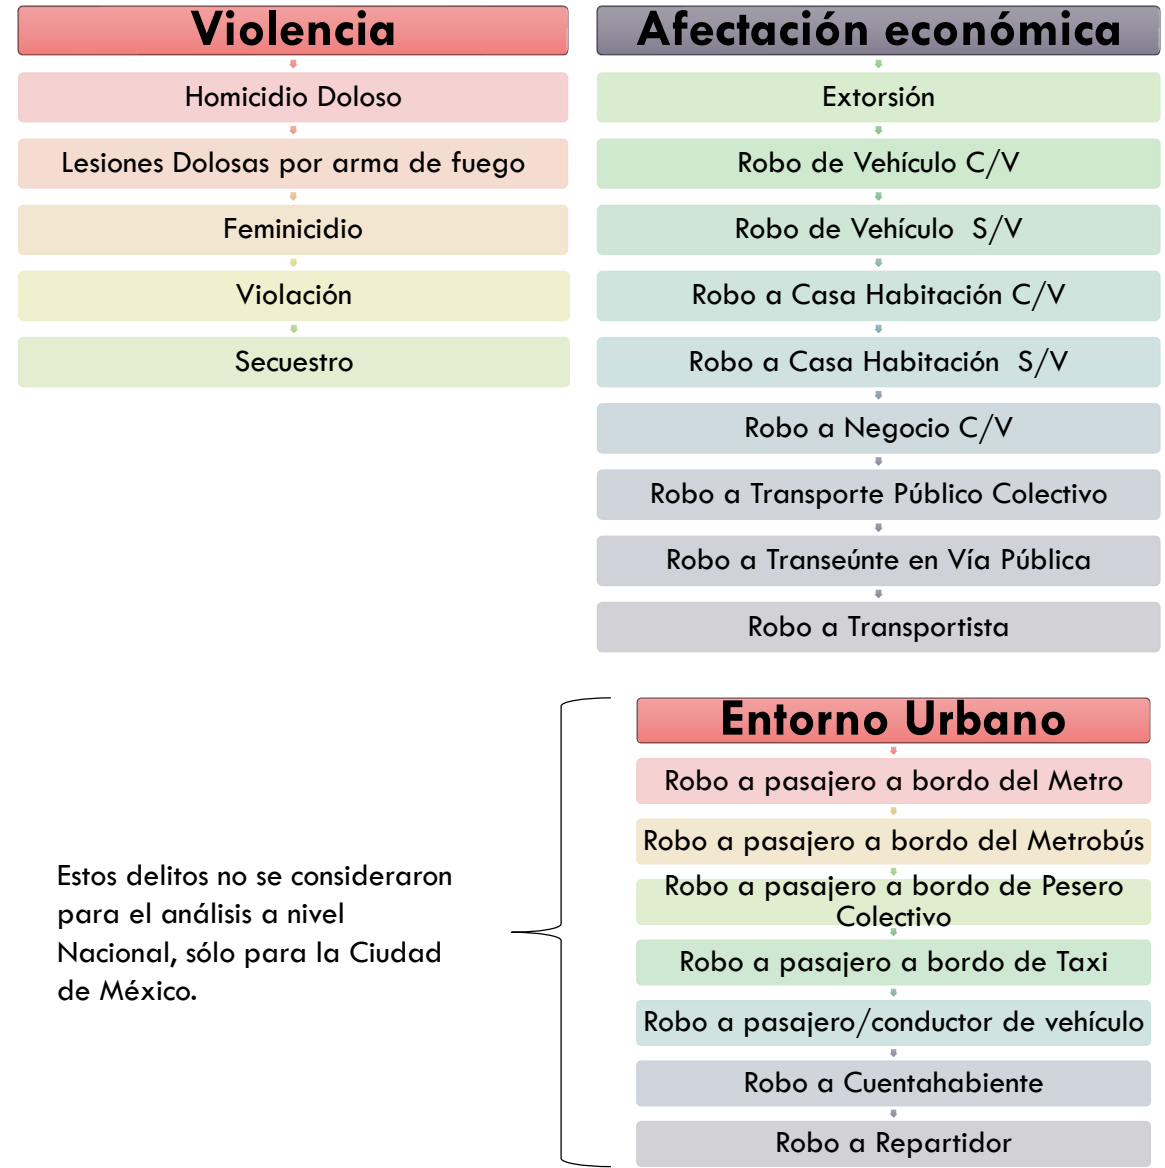 Violencia
Homicidio Doloso
Lesiones Dolosas por arma de fuego
Feminicidio
Violación
Secuestro
Afectación económica
Extorsión
Robo de Vehículo C/V
Robo de Vehículo S/V
Robo a Casa Habitación C/V
Robo a Casa Habitación S/V
Robo a Negocio C/V
Robo a Transporte Público Colectivo
Robo a Transeúnte en Vía Pública
Robo a Transportista
Estos delitos no se consideraron
para el análisis a nivel
Nacional, sólo para la Ciudad
de México.
Entorno Urbano
Robo a pasajero a bordo del Metro
Robo a pasajero a bordo del Metrobús
Robo a pasajero a bordo de Pesero
Colectivo
Robo a pasajero a bordo de Taxi
Robo a pasajero/conductor de vehículo
Robo a Cuentahabiente
Robo a Repartidor